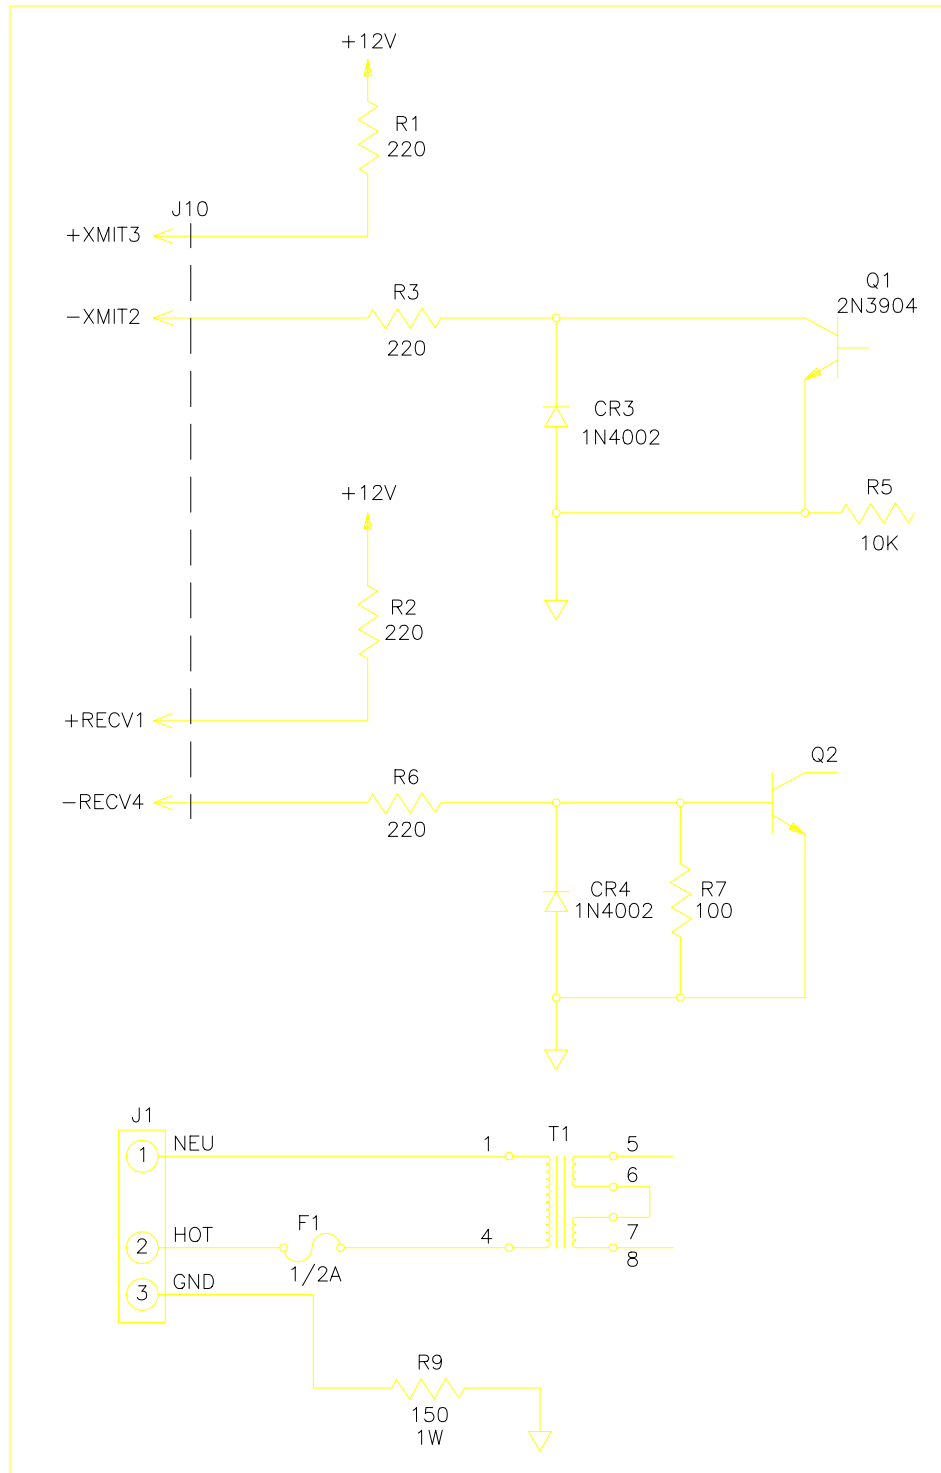 +12V
R1
220
J10
+XMIT3
R3
Q1
2N3904
-XMIT2
220
CR3
1N4002
+12V
R5
10K
R2
220
+RECV1
Q2
R6
-RECV4
220
CR4
1N4002
R7
100
J1
T1
1
NEU
1
5
6
HOT
F1
4
7
2
8
1/2A
GND
3
R9
150
1W